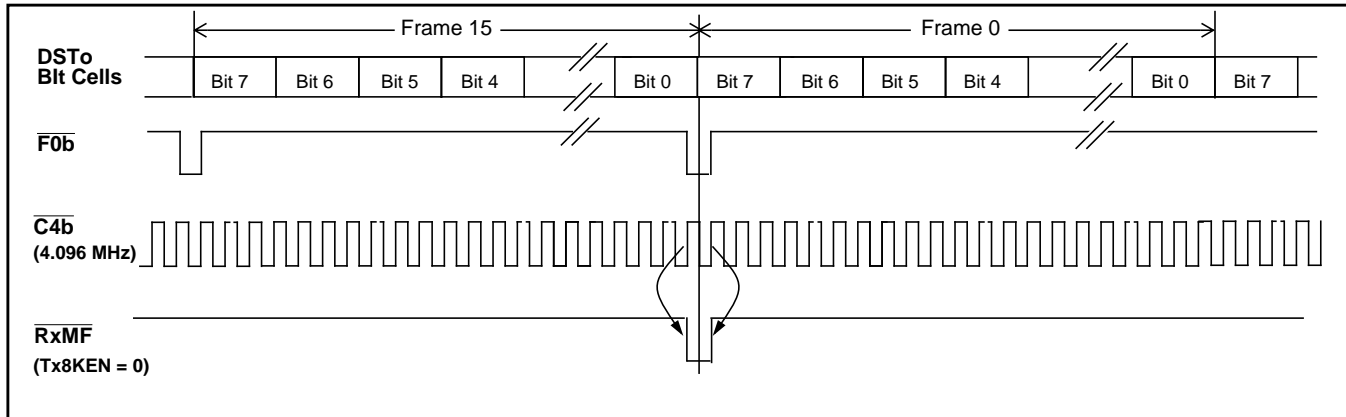 Frame 15
Frame 0
DSTo
BIt Cells
Bit 7
Bit 6
Bit 5
Bit 4
Bit 0
Bit 7
Bit 6
Bit 5
Bit 4
Bit 0
Bit 7
F0b
C4b
(4.096 MHz)
RxMF
(Tx8KEN = 0)